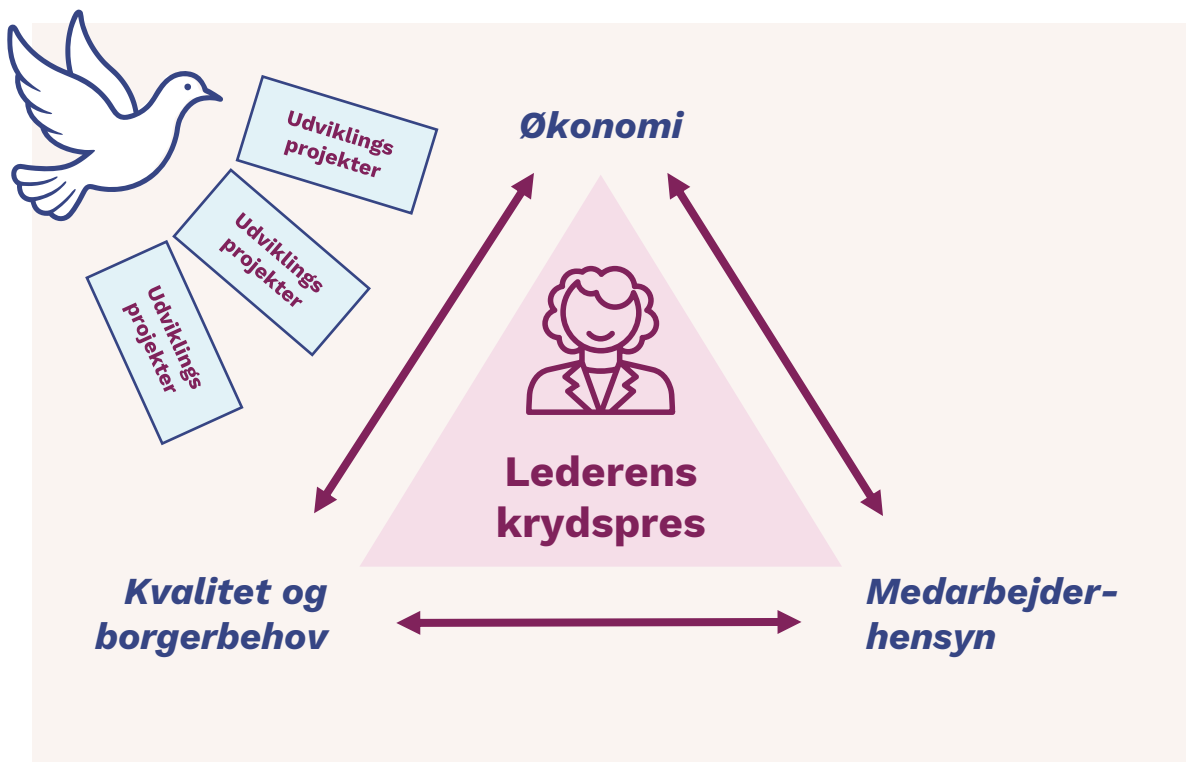 Udviklings
projekter
Økonomi
Udviklings
projekter
Udviklings
projekter
Lederens
krydspres
Kvalitet og
borgerbehov
Medarbejder-
hensyn